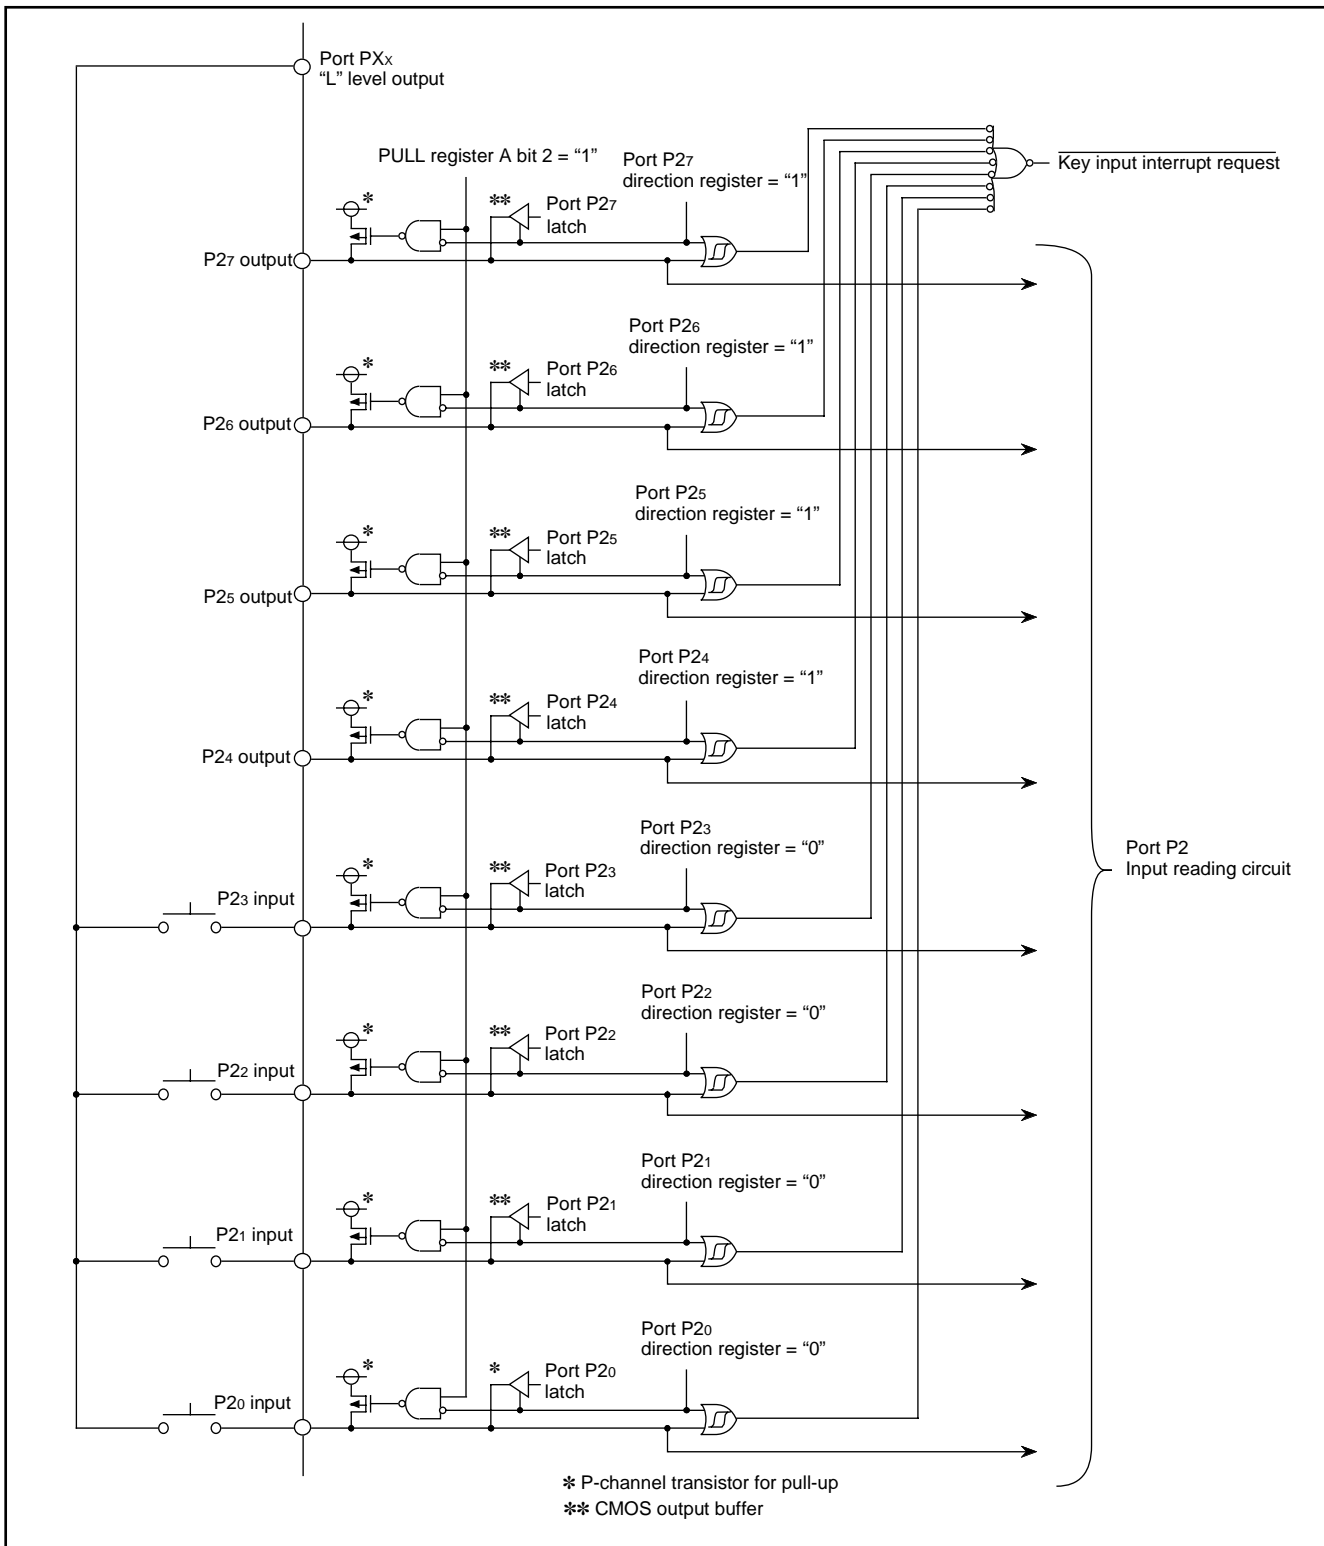 Port PXx
“L” level output
PULL register A bit 2 = “1”
Port P27
direction register = “1”
Key input interrupt request
*
**
Port P27
latch
P27 output
Port P26
direction register = “1”
*
**
Port P26
latch
P26 output
Port P25
direction register = “1”
*
**
Port P25
latch
P25 output
Port P24
direction register = “1”
*
**
Port P24
latch
P24 output
Port P23
direction register = “0”
*
**
Port P23
latch
P23 input
Port P2
Input reading circuit
Port P22
direction register = “0”
*
**
Port P22
latch
P22 input
Port P21
direction register = “0”
*
**
Port P21
latch
P21 input
Port P20
direction register = “0”
*
*
Port P20
latch
P20 input
* P-channel transistor for pull-up
** CMOS output buffer